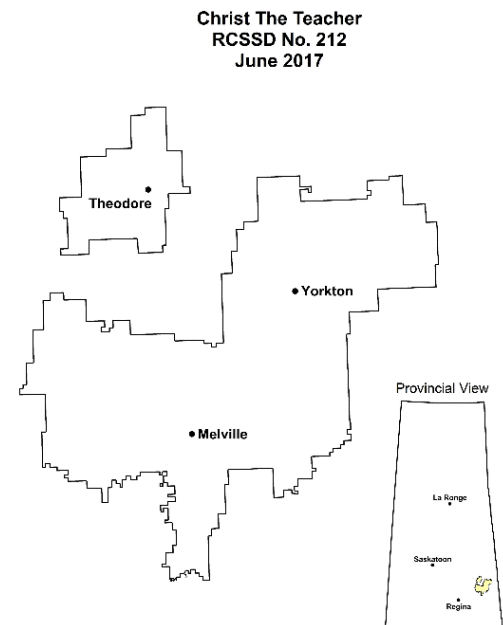 Christ The Teacher
RCSSD No. 212
June 2017
Theodore
Yorkton
Provincial View
Melville
La Ronge
Saskatoon
Regina